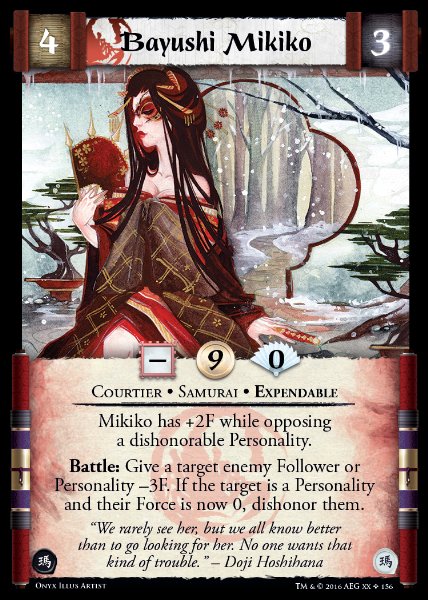 4 Bayushi Mikiko 3
– 9 0
Courtier • Samurai • Expendable
Mikiko has +2F while opposing
a dishonorable Personality.
Battle: Give a target enemy Follower or
Personality –3F. If the target is a Personality
and their Force is now 0, dishonor them.
“We rarely see her, but we all know better
than to go looking for her. No one wants that
kind of trouble.” – Doji Hoshihana
瑪 瑪
Onyx Illus Artist TM & © 2016 AEG XX ❖ 156